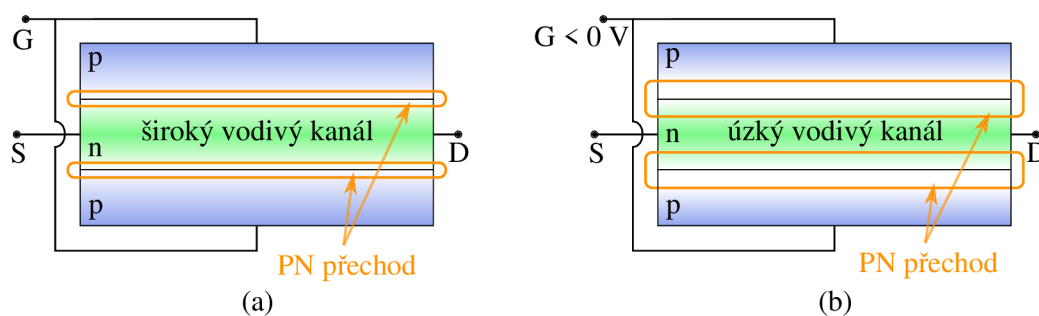 G
p
široký vodivý kanál
S
n
D
p
PN přechod
(a)
G < 0 V
p
úzký vodivý kanál
S
n
D
p
PN přechod
(b)